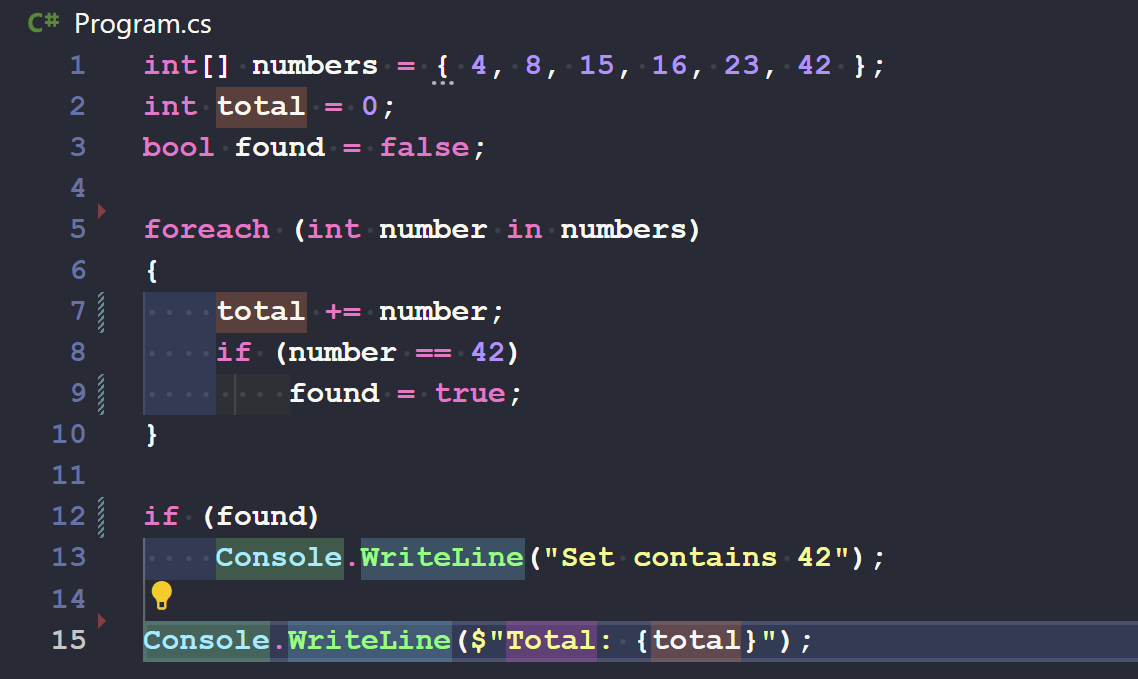 C# Program.cs
1 int[] numbers = { 4, 8, 15, 16, 23, 42 };
2 int total = 0;
3 bool found = false;
4
5 foreach (int number in numbers)
6 {
7     total += number;
8     if (number == 42)
9         found = true;
10 }
11
12 if (found)
13     Console.WriteLine("Set contains 42");
14
15 Console.WriteLine($"Total: {total}");